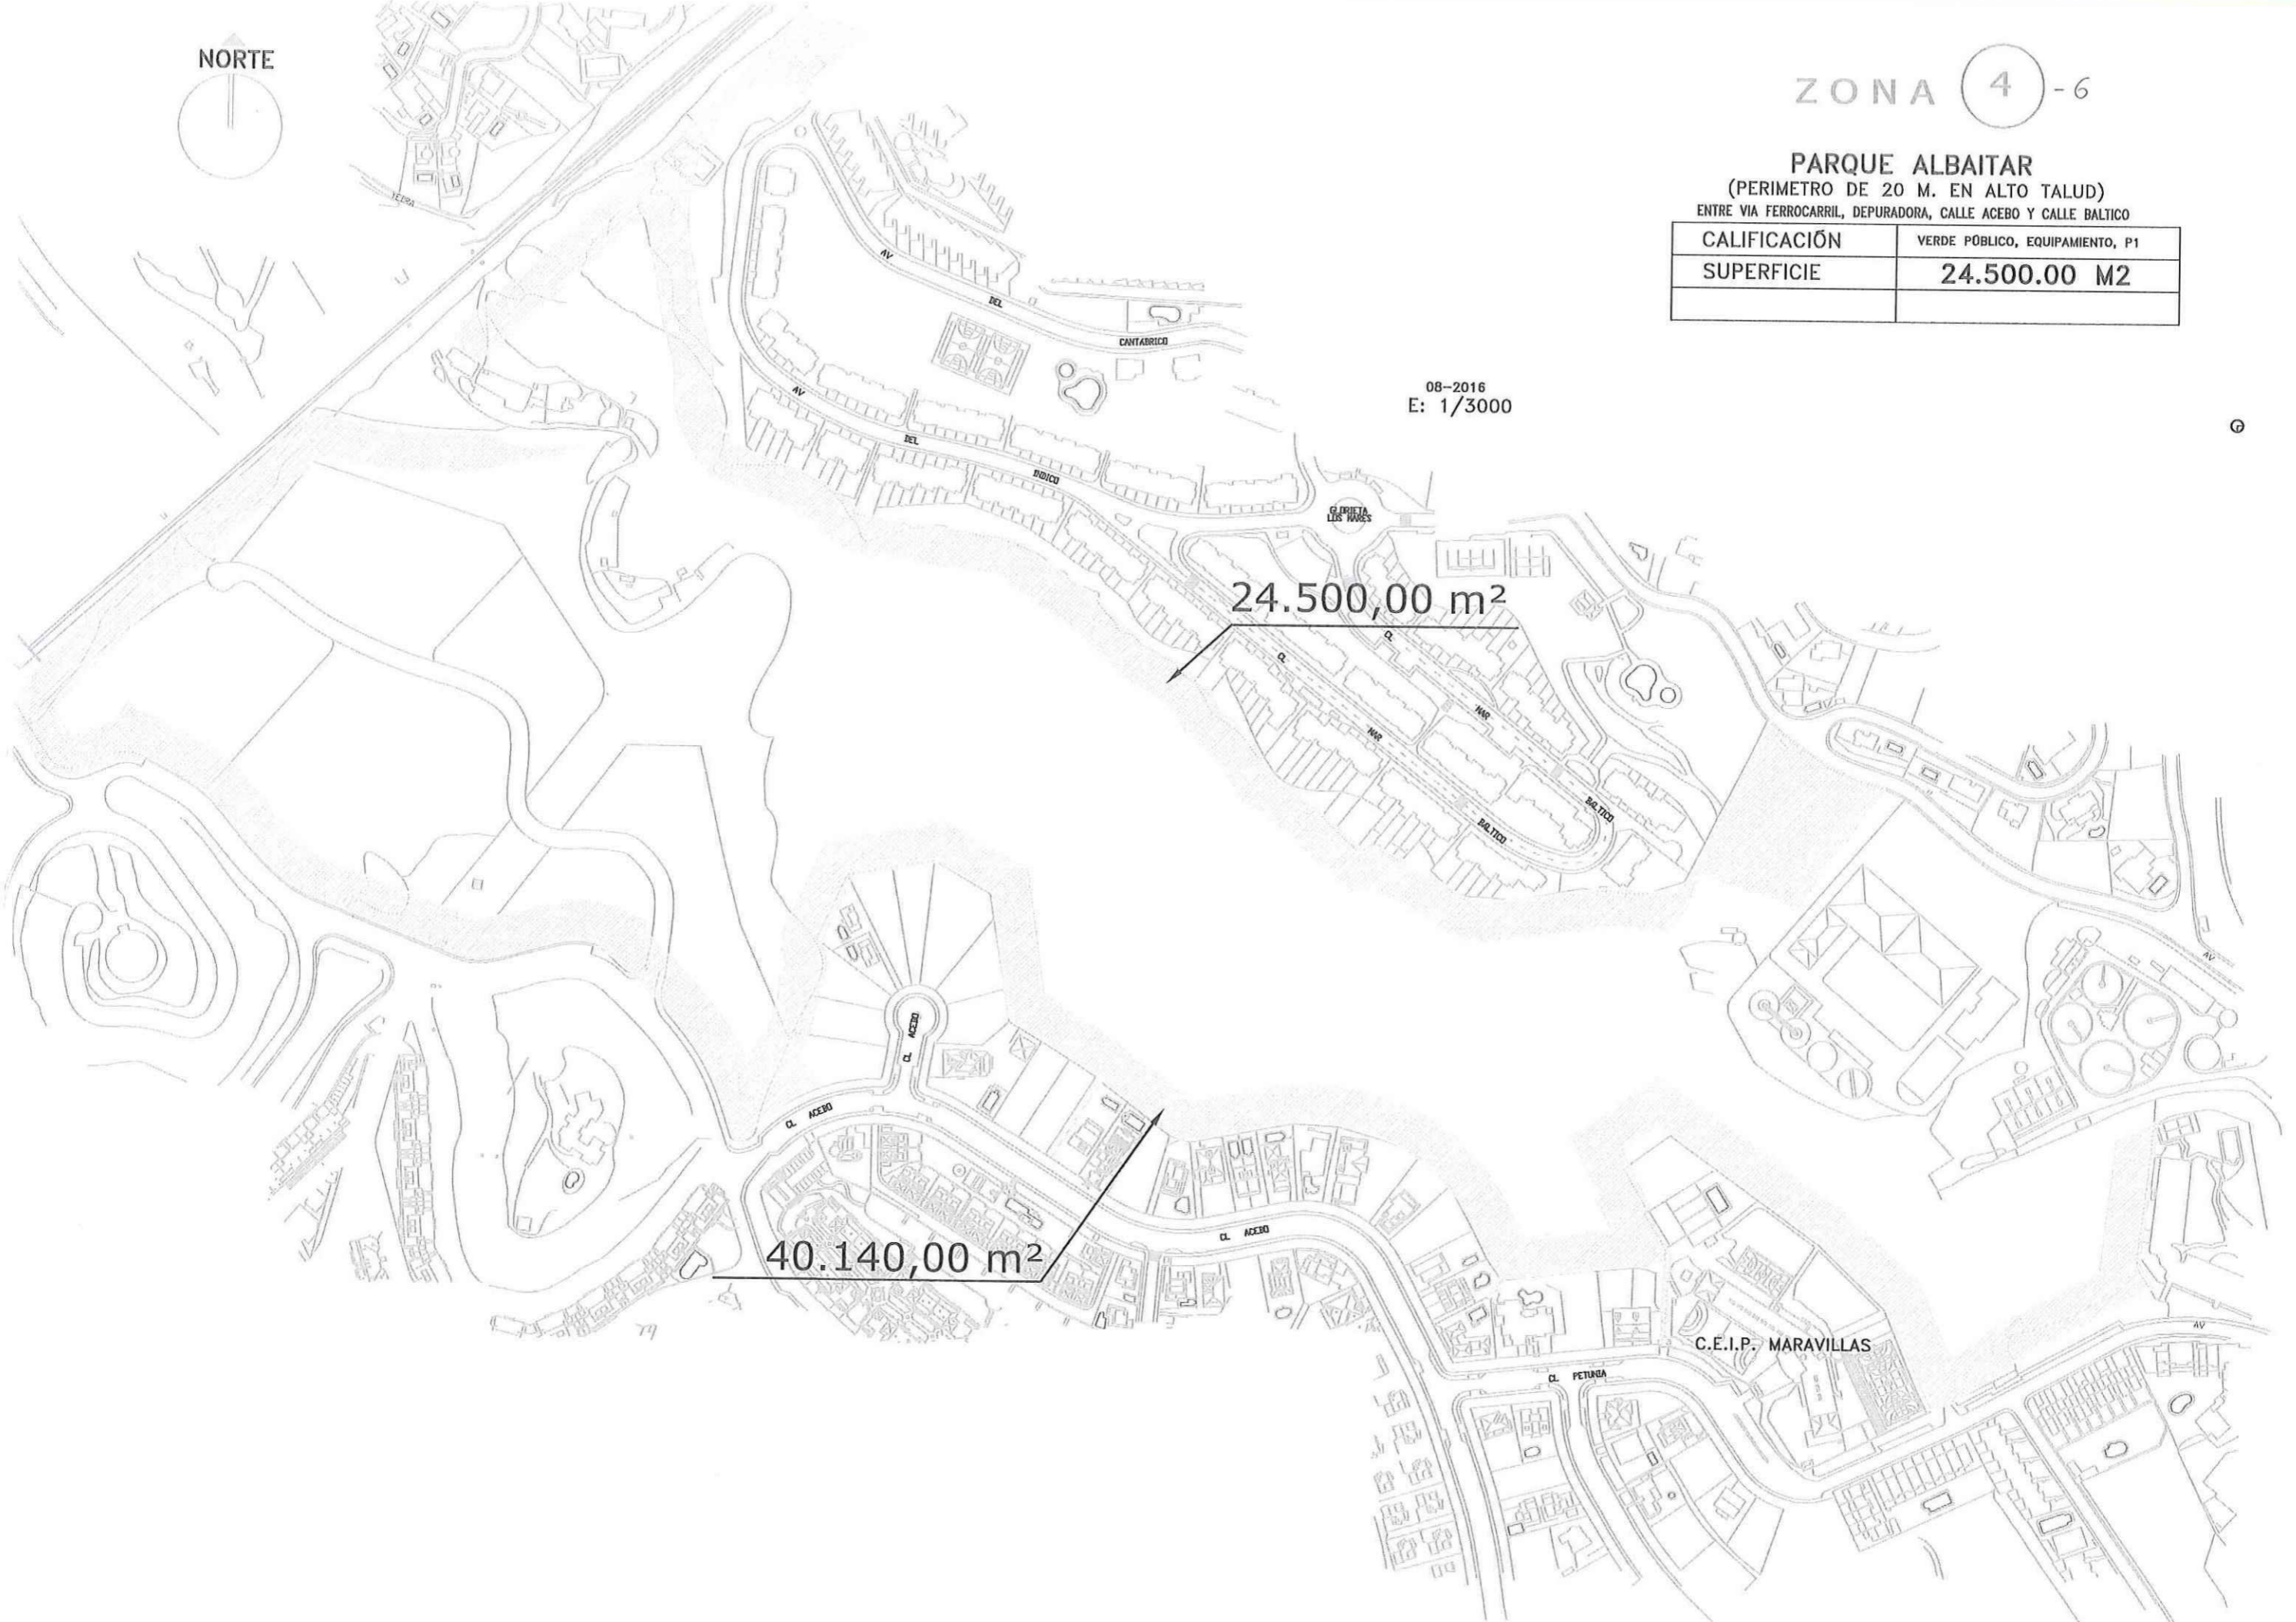 NORTE
ZONA 4 - 6
PARQUE ALBAITAR
(PERIMETRO DE 20 M. EN ALTO TALUD)
ENTRE VIA FERROCARRIL, DEPURADORA, CALLE ACEBO Y CALLE BALTICO
CALIFICACIÓN VERDE PÚBLICO, EQUIPAMIENTO, P1
SUPERFICIE 24.500.00 M2
08-2016
E: 1/3000
YEDRA
AV
DEL
CANTABRICO
AV
DEL
INDICO
GLORIETA
LOS MARES
24.500,00 m²
CL
CL
MAR
MAR
BALTICO
BALTICO
AV
CL ACEBO
CL ACEBO
CL ACEBO
40.140,00 m²
C.E.I.P. MARAVILLAS
AV
CL PETUNIA